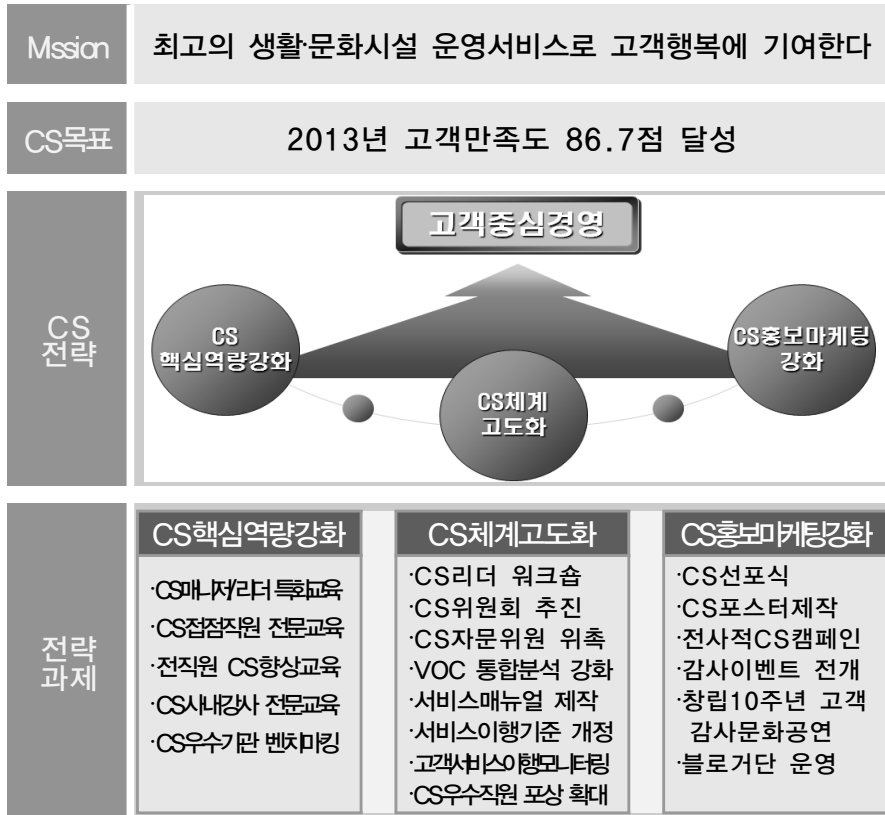 Mssion
최고의 생활·문화시설 운영서비스로 고객행복에 기여한다
CS목표
2013년 고객만족도 86.7점 달성
CS
전략
고객중심경영
CS
핵심역량강화
CS체계
고도화
CS홍보마케팅
강화
전략
과제
CS핵심역량강화
·CS매니저/리더 특화교육
·CS접점직원 전문교육
·전직원 CS향상교육
·CS사내강사 전문교육
·CS우수기관 벤치마킹
CS체계고도화
·CS리더 워크숍
·CS위원회 추진
·CS자문위원 위촉
·VOC 통합분석 강화
·서비스매뉴얼 제작
·서비스이행기준 개정
·고객서비스이행모니터링
·CS우수직원 포상 확대
CS홍보마케팅강화
·CS선포식
·CS포스터제작
·전사적CS캠페인
·감사이벤트 전개
·창립10주년 고객
감사문화공연
·블로거단 운영